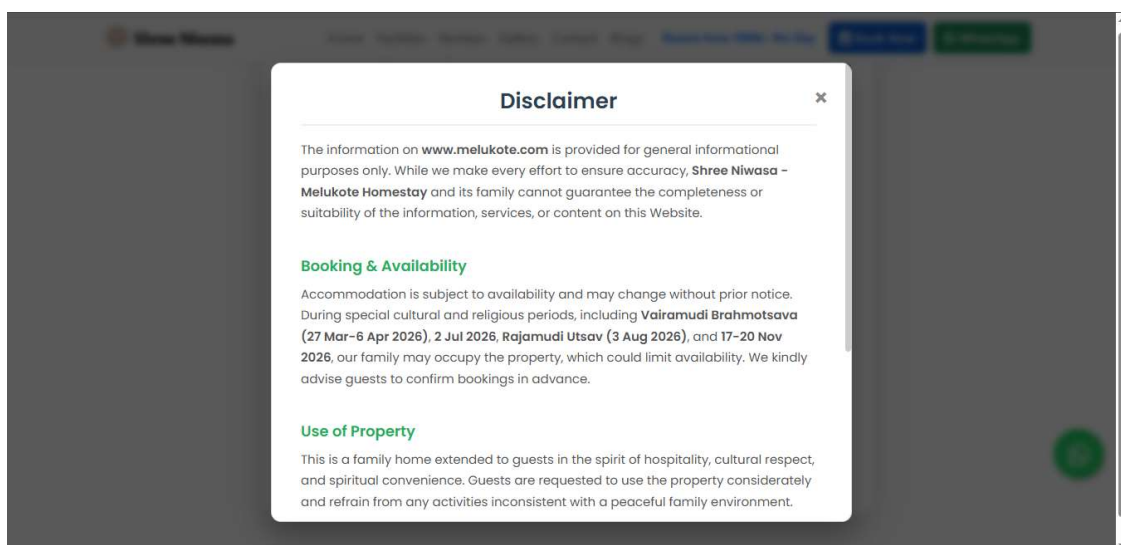 Disclaimer
The information on www.melukote.com is provided for general informational
purposes only. While we make every effort to ensure accuracy, Shree Niwasa -
Melukote Homestay and its family cannot guarantee the completeness or
suitability of the information, services, or content on this Website.
Booking & Availability
Accommodation is subject to availability and may change without prior notice.
During special cultural and religious periods, including Vairamudi Brahmotsava
(27 Mar-6 Apr 2026), 2 Jul 2026, Rajamudi Utsav (3 Aug 2026), and 17-20 Nov
2026, our family may occupy the property, which could limit availability. We kindly
advise guests to confirm bookings in advance.
Use of Property
This is a family home extended to guests in the spirit of hospitality, cultural respect,
and spiritual convenience. Guests are requested to use the property considerately
and refrain from any activities inconsistent with a peaceful family environment.